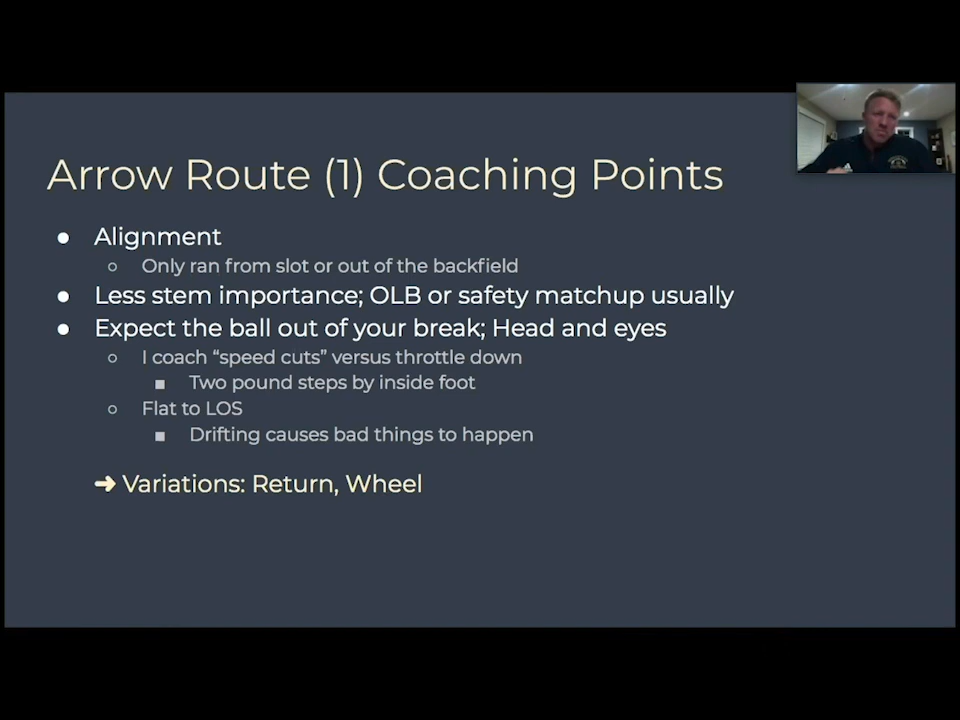 Arrow Route (1) Coaching Points
● Alignment
○ Only ran from slot or out of the backfield
● Less stem importance; OLB or safety matchup usually
● Expect the ball out of your break; Head and eyes
○ I coach “speed cuts” versus throttle down
■ Two pound steps by inside foot
○ Flat to LOS
■ Drifting causes bad things to happen
➜ Variations: Return, Wheel